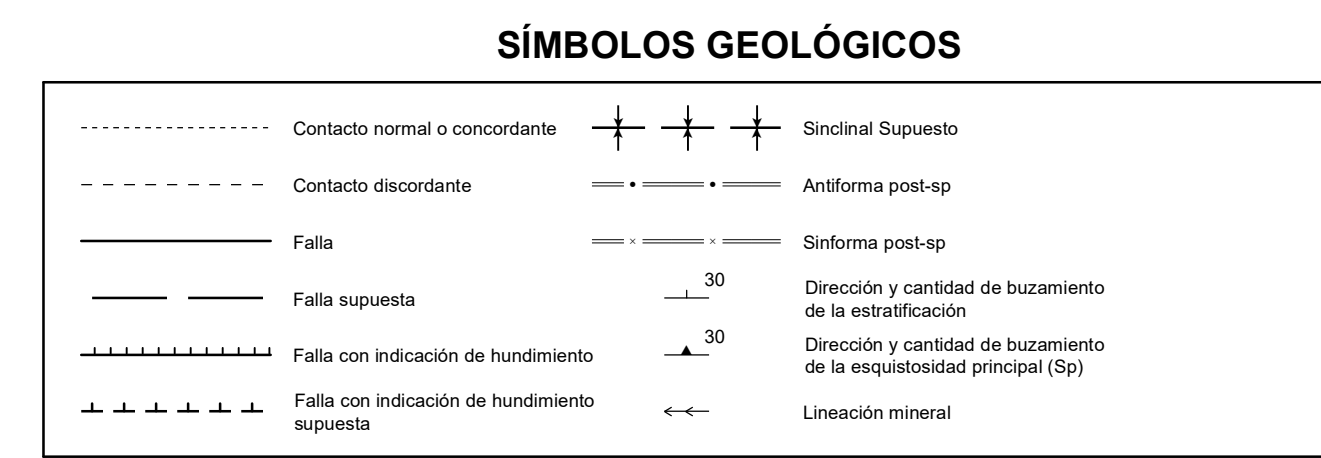 SÍMBOLOS GEOLÓGICOS
Contacto normal o concordante
Contacto discordante
Falla
Falla supuesta
Falla con indicación de hundimiento
Falla con indicación de hundimiento
supuesta
Sinclinal Supuesto
Antiforma post-sp
Sinforma post-sp
30
Dirección y cantidad de buzamiento
de la estratificación
30
Dirección y cantidad de buzamiento
de la esquistosidad principal (Sp)
Lineación mineral